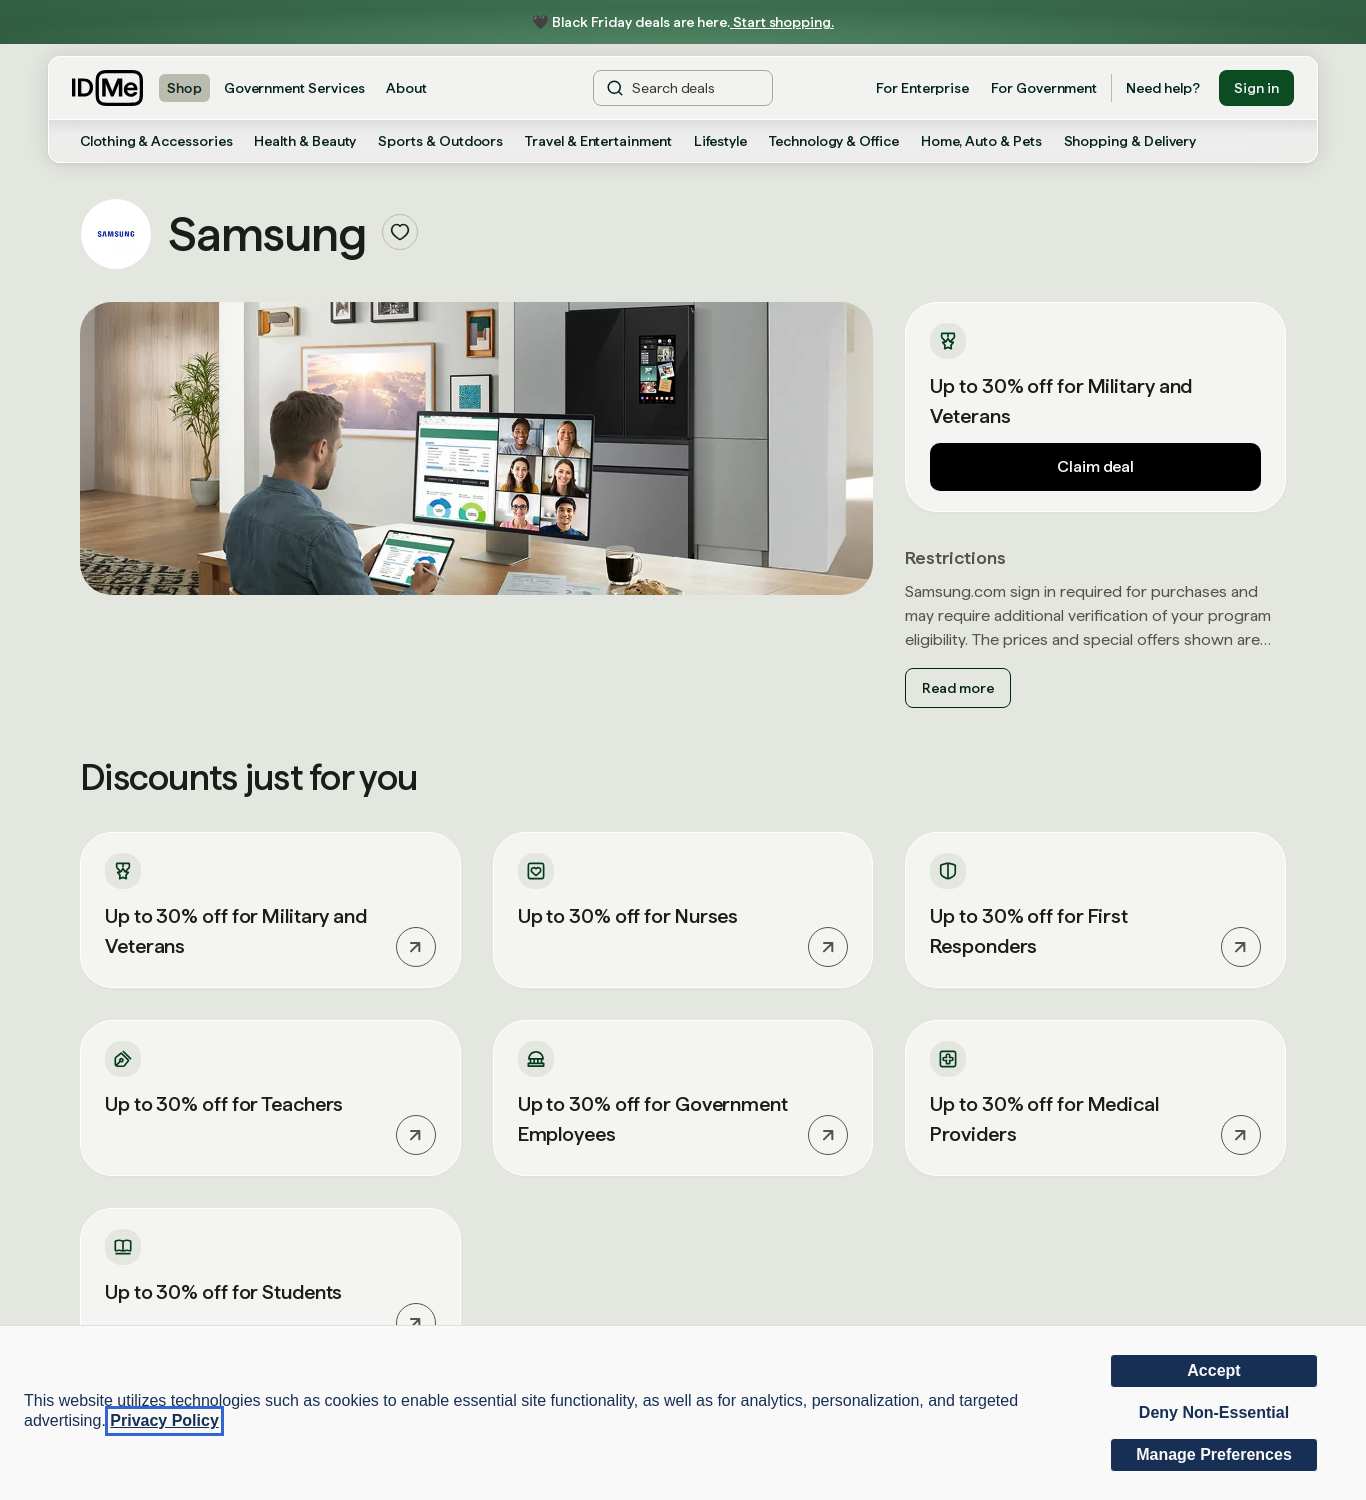 🖤 Black Friday deals are here. Start shopping.
ID Me Shop Government Services About Search deals For Enterprise For Government Need help? Sign in
Clothing & Accessories Health & Beauty Sports & Outdoors Travel & Entertainment Lifestyle Technology & Office Home, Auto & Pets Shopping & Delivery
SAMSUNG Samsung
Up to 30% off for Military and
Veterans
Claim deal
Restrictions
Samsung.com sign in required for purchases and
may require additional verification of your program
eligibility. The prices and special offers shown are…
Read more
Discounts just for you
Up to 30% off for Military and
Veterans
Up to 30% off for Nurses
Up to 30% off for First
Responders
Up to 30% off for Teachers
Up to 30% off for Government
Employees
Up to 30% off for Medical
Providers
Up to 30% off for Students
This website utilizes technologies such as cookies to enable essential site functionality, as well as for analytics, personalization, and targeted
advertising. Privacy Policy
Accept
Deny Non-Essential
Manage Preferences